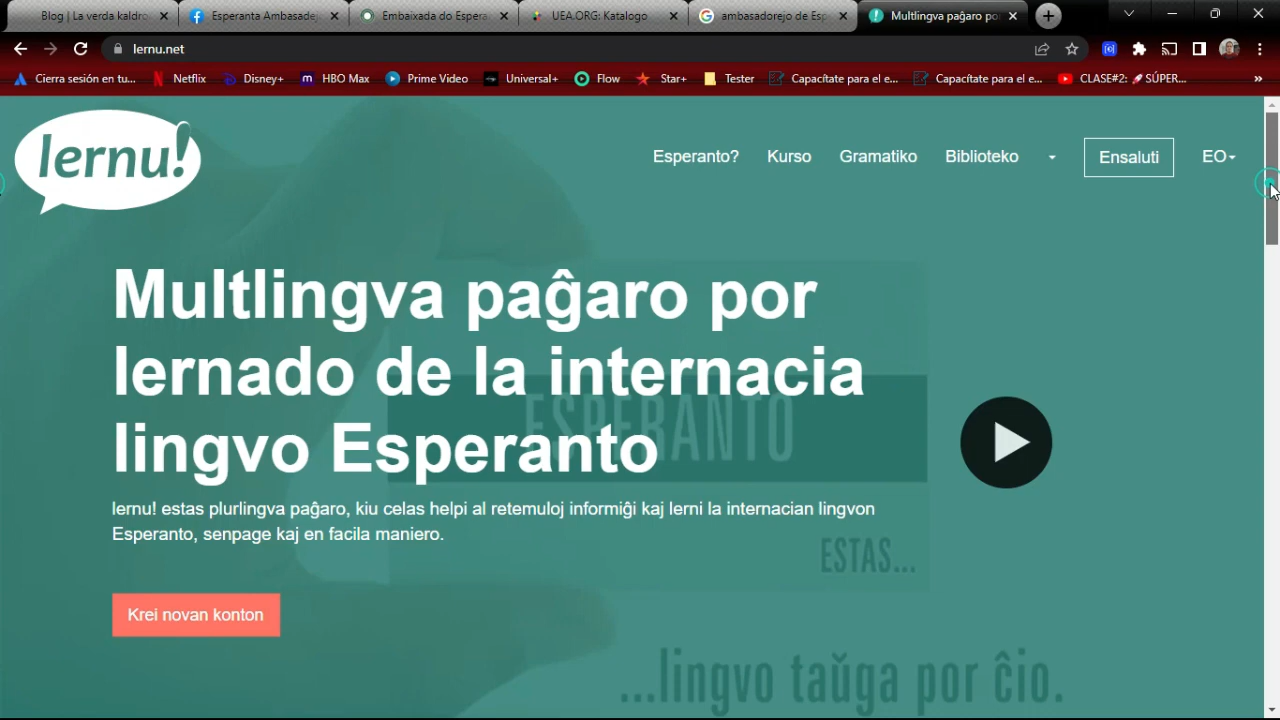 Blog | La verda kaldro
Esperanta Ambasade
Embaixada do Espera
UEA.ORG: Katalogo
ambasadorejo de Esp
Multlingva paĝaro po
lernu.net
Cierra sesión en tu...
Netflix
Disney+
HBO Max
Prime Video
Universal+
Flow
Star+
Tester
Capacítate para el e...
Capacítate para el e...
CLASE#2: 🚀SÚPER...
»
lernu!
Esperanto?
Kurso
Gramatiko
Biblioteko
Ensaluti
EO
Multlingva paĝaro por
lernado de la internacia
lingvo Esperanto
ESPERANTO
lernu! estas plurlingva paĝaro, kiu celas helpi al retemuloj informiĝi kaj lerni la internacian lingvon
Esperanto, senpage kaj en facila maniero.
ESTAS...
Krei novan konton
...lingvo taŭga por ĉio.